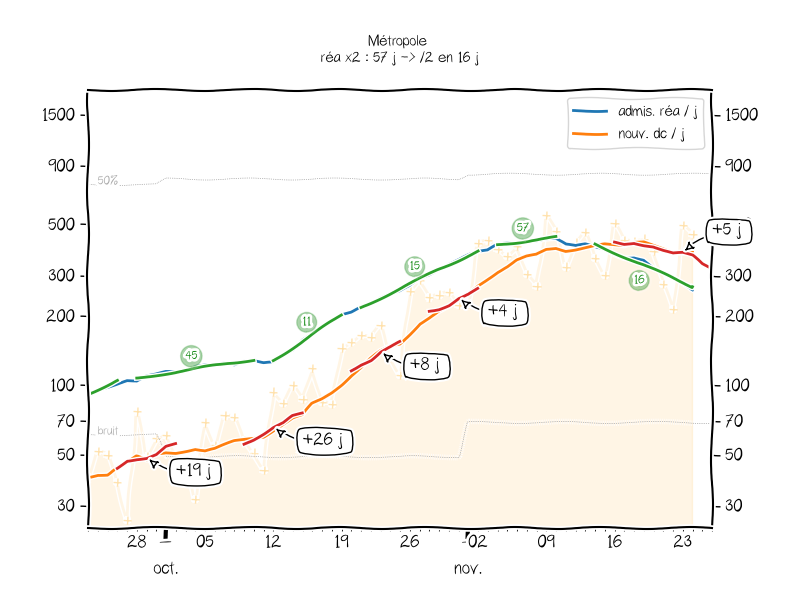 Métropole
réa x2 : 57 j -> /2 en 16 j
admis. réa / j
nouv. dc / j
1500
1500
900
900
50%
500
500
57
+5 j
300
300
15
16
200
200
11
+4 j
45
+8 j
100
100
70
70
bruit
+26 j
50
50
+19 j
30
30
28
05
12
19
26
02
09
16
23
oct.
nov.